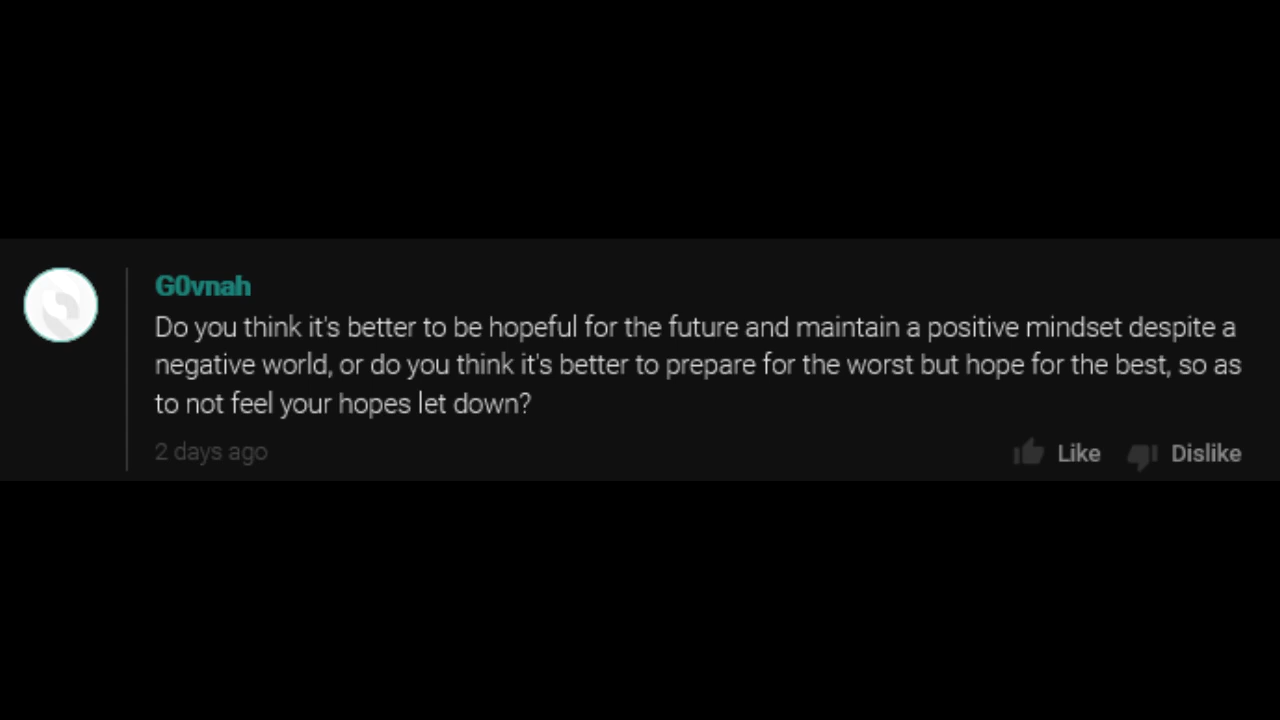 G0vnah
Do you think it's better to be hopeful for the future and maintain a positive mindset despite a
negative world, or do you think it's better to prepare for the worst but hope for the best, so as
to not feel your hopes let down?
2 days ago
Like Dislike